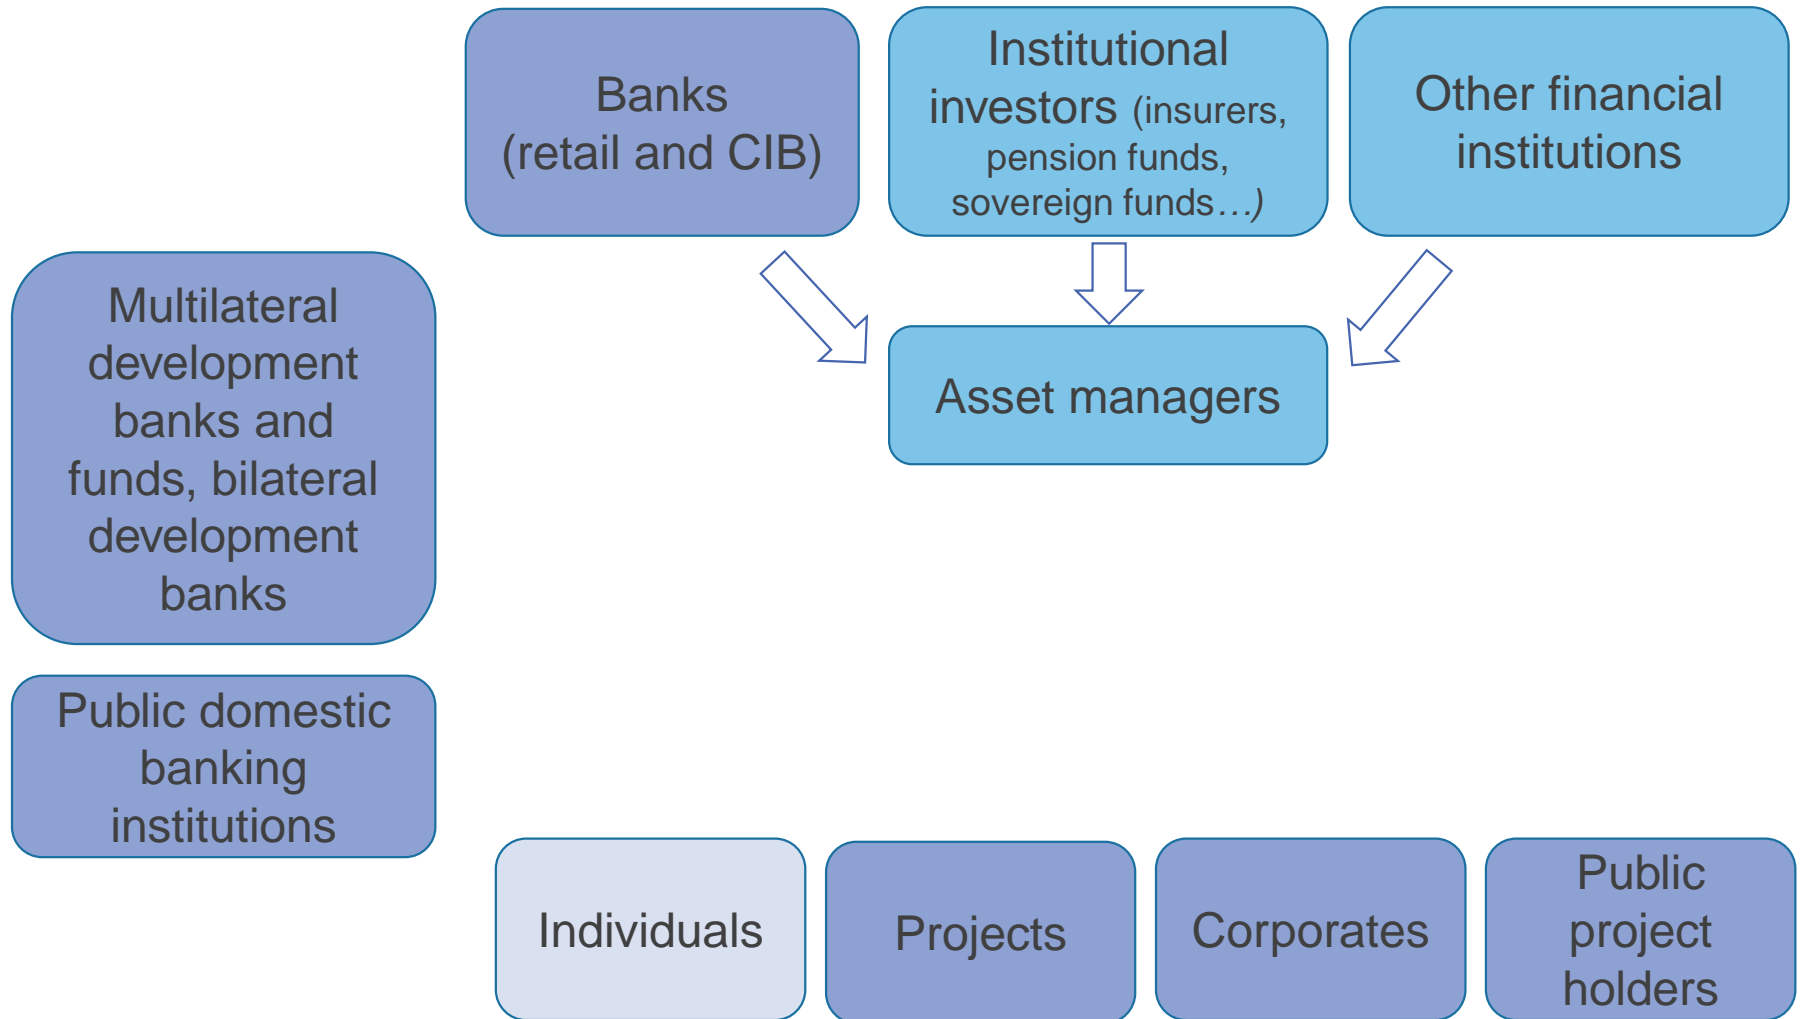 Banks
(retail and CIB)
Institutional
investors (insurers,
pension funds,
sovereign funds…)
Other financial
institutions
Multilateral
development
banks and
funds, bilateral
development
banks
Asset managers
Public domestic
banking
institutions
Individuals
Projects
Corporates
Public
project
holders